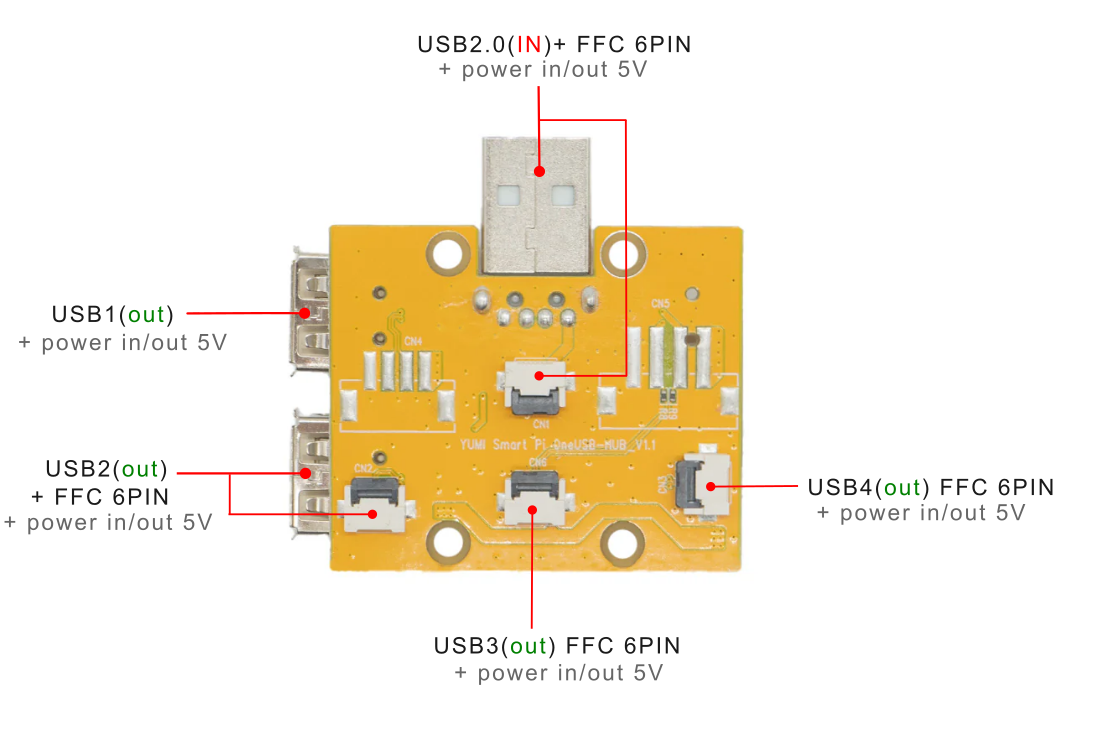 USB2.0(IN)+ FFC 6PIN
+ power in/out 5V
USB1(out)
+ power in/out 5V
CN5
CN4
CN1
YUMI Smart Pi OneUSB-MUB V1.1
USB2(out)
+ FFC 6PIN
+ power in/out 5V
CN2
CN6
CN3
USB4(out) FFC 6PIN
+ power in/out 5V
USB3(out) FFC 6PIN
+ power in/out 5V